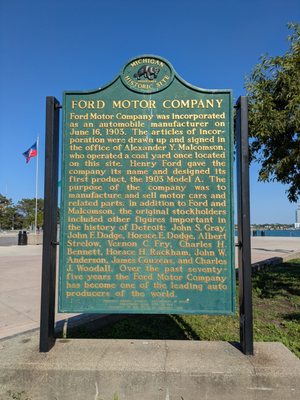 MICHIGAN
HISTORIC SITE
FORD MOTOR COMPANY
Ford Motor Company was incorporated
as an automobile manufacturer on
June 16, 1903. The articles of incor-
poration were drawn up and signed in
the office of Alexander Y. Malcomson,
who operated a coal yard once located
on this site. Henry Ford gave the
company its name and designed its
first product, the 1903 Model A. The
purpose of the company was to
manufacture and sell motor cars and
related parts. In addition to Ford and
Malcomson, the original stockholders
included other figures important in
the history of Detroit: John S. Gray,
John F. Dodge, Horace E. Dodge, Albert
Strelow, Vernon C. Fry, Charles H.
Bennett, Horace H. Rackham, John W.
Anderson, James Couzens, and Charles
J. Woodall. Over the past seventy-
five years the Ford Motor Company
has become one of the leading auto
producers of the world.